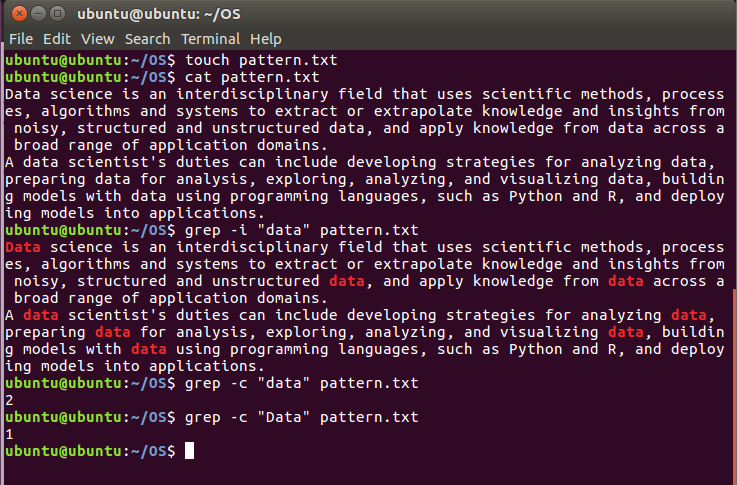 ubuntu@ubuntu: ~/OS
File Edit View Search Terminal Help
ubuntu@ubuntu:~/OS$ touch pattern.txt
ubuntu@ubuntu:~/OS$ cat pattern.txt
Data science is an interdisciplinary field that uses scientific methods, process
es, algorithms and systems to extract or extrapolate knowledge and insights from
 noisy, structured and unstructured data, and apply knowledge from data across a
 broad range of application domains.
A data scientist's duties can include developing strategies for analyzing data,
preparing data for analysis, exploring, analyzing, and visualizing data, buildin
g models with data using programming languages, such as Python and R, and deploy
ing models into applications.
ubuntu@ubuntu:~/OS$ grep -i "data" pattern.txt
Data science is an interdisciplinary field that uses scientific methods, process
es, algorithms and systems to extract or extrapolate knowledge and insights from
 noisy, structured and unstructured data, and apply knowledge from data across a
 broad range of application domains.
A data scientist's duties can include developing strategies for analyzing data,
preparing data for analysis, exploring, analyzing, and visualizing data, buildin
g models with data using programming languages, such as Python and R, and deploy
ing models into applications.
ubuntu@ubuntu:~/OS$ grep -c "data" pattern.txt
2
ubuntu@ubuntu:~/OS$ grep -c "Data" pattern.txt
1
ubuntu@ubuntu:~/OS$